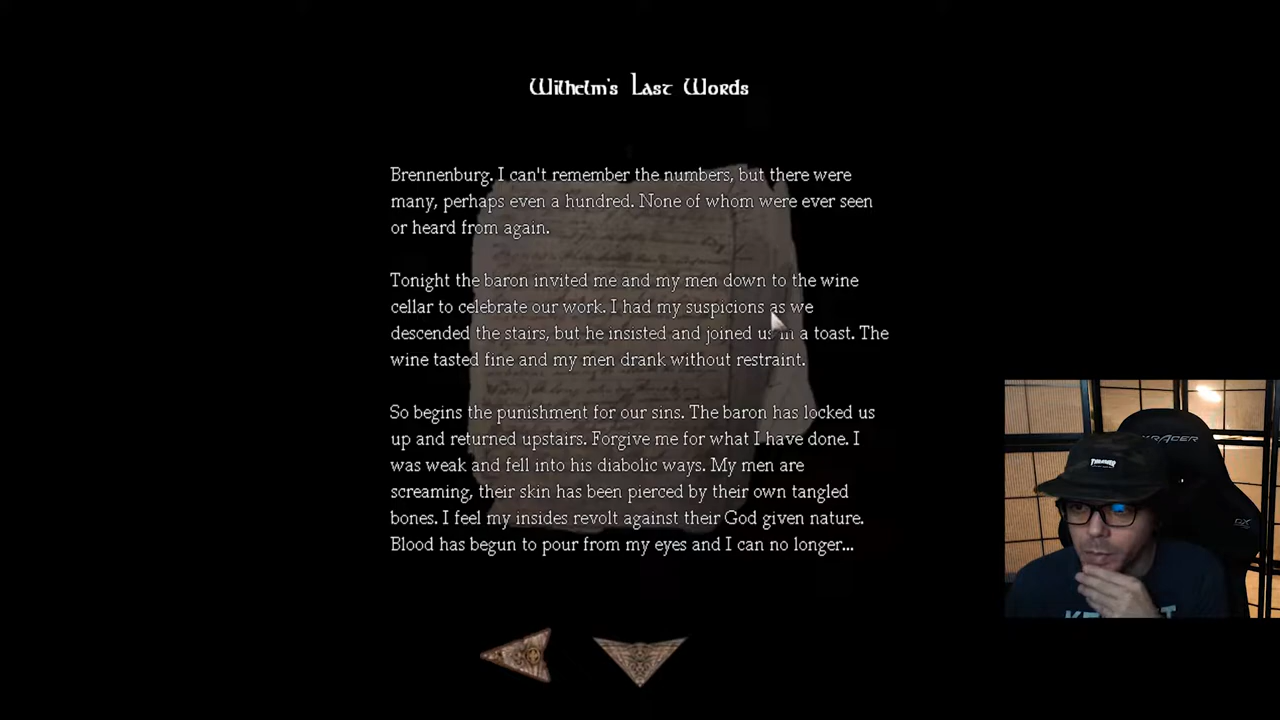 Wilhelm's Last Words
Brennenburg. I can't remember the numbers, but there were
many, perhaps even a hundred. None of whom were ever seen
or heard from again.
Tonight the baron invited me and my men down to the wine
cellar to celebrate our work. I had my suspicions as we
descended the stairs, but he insisted and joined us in a toast. The
wine tasted fine and my men drank without restraint.
So begins the punishment for our sins. The baron has locked us
up and returned upstairs. Forgive me for what I have done. I
was weak and fell into his diabolic ways. My men are
screaming, their skin has been pierced by their own tangled
bones. I feel my insides revolt against their God given nature.
Blood has begun to pour from my eyes and I can no longer...
THRASHER